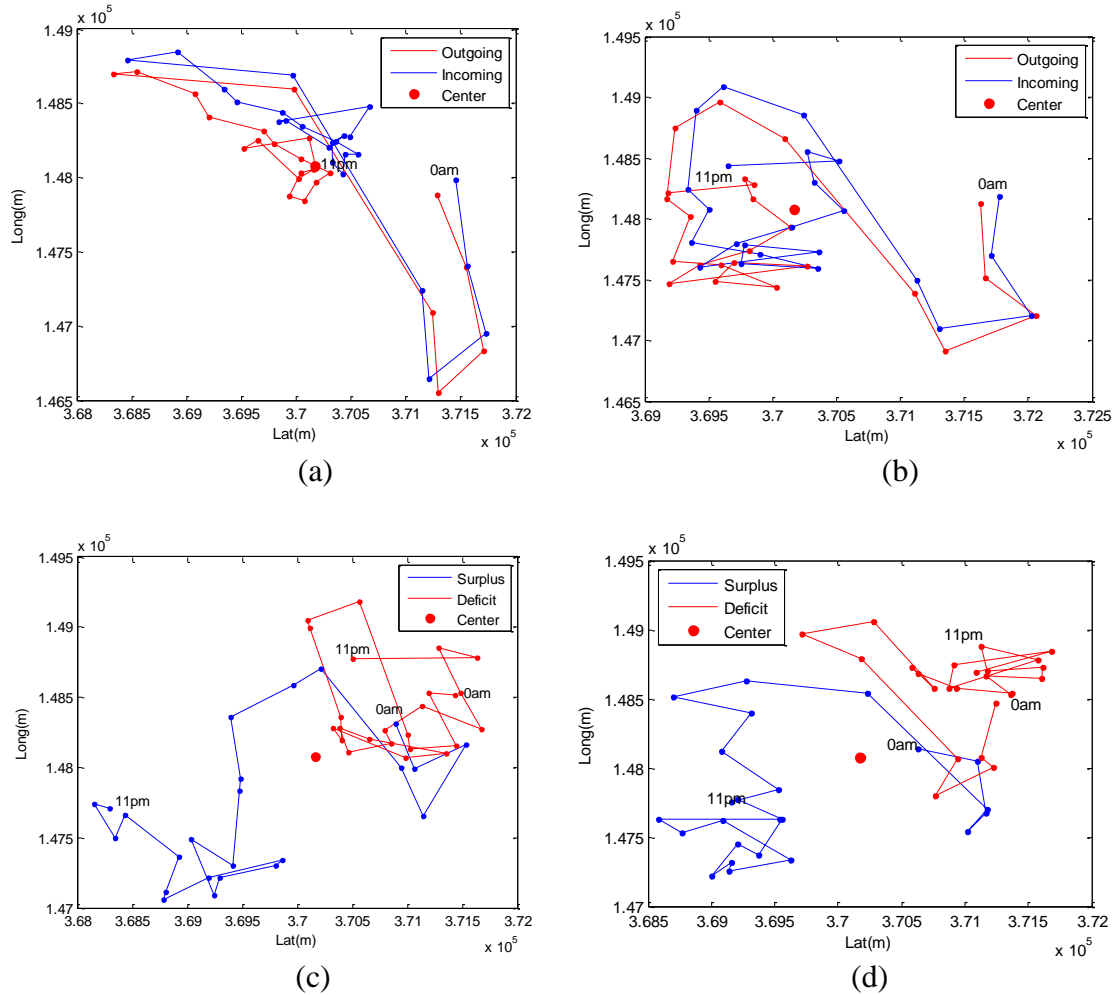 x 10^5
1.49
1.485
1.48
1.475
1.47
1.465
Long(m)
3.68 3.685 3.69 3.695 3.7 3.705 3.71 3.715 3.72
x 10^5
Lat(m)
Outgoing
Incoming
Center
11pm
0am
(a)
x 10^5
1.495
1.49
1.485
1.48
1.475
1.47
1.465
Long(m)
3.69 3.695 3.7 3.705 3.71 3.715 3.72 3.725
x 10^5
Lat(m)
Outgoing
Incoming
Center
11pm
0am
(b)
x 10^5
1.495
1.49
1.485
1.48
1.475
1.47
Long(m)
3.68 3.685 3.69 3.695 3.7 3.705 3.71 3.715 3.72
x 10^5
Lat(m)
Surplus
Deficit
Center
11pm
0am
0am
11pm
(c)
x 10^5
1.495
1.49
1.485
1.48
1.475
1.47
Long(m)
3.685 3.69 3.695 3.7 3.705 3.71 3.715 3.72
x 10^5
Lat(m)
Surplus
Deficit
Center
11pm
0am
0am
11pm
(d)